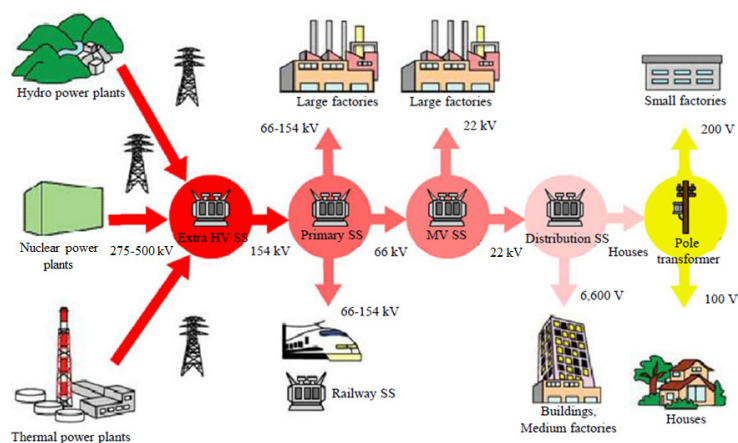 Hydro power plants
Large factories
Large factories
Small factories
66-154 kV
22 kV
200 V
Nuclear power
plants
275-500 kV
Extra HV SS
154 kV
Primary SS
66 kV
MV SS
22 kV
Distribution SS
Houses
Pole
transformer
66-154 kV
6,600 V
100 V
Railway SS
Thermal power plants
Buildings,
Medium factories
Houses